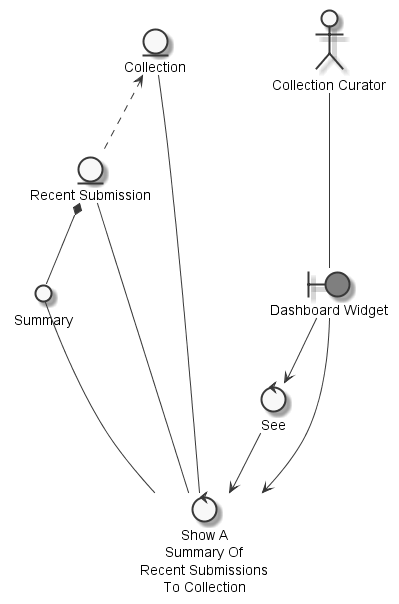 Collection
Collection Curator
Recent Submission
Summary
Dashboard Widget
See
Show A
Summary Of
Recent Submissions
To Collection